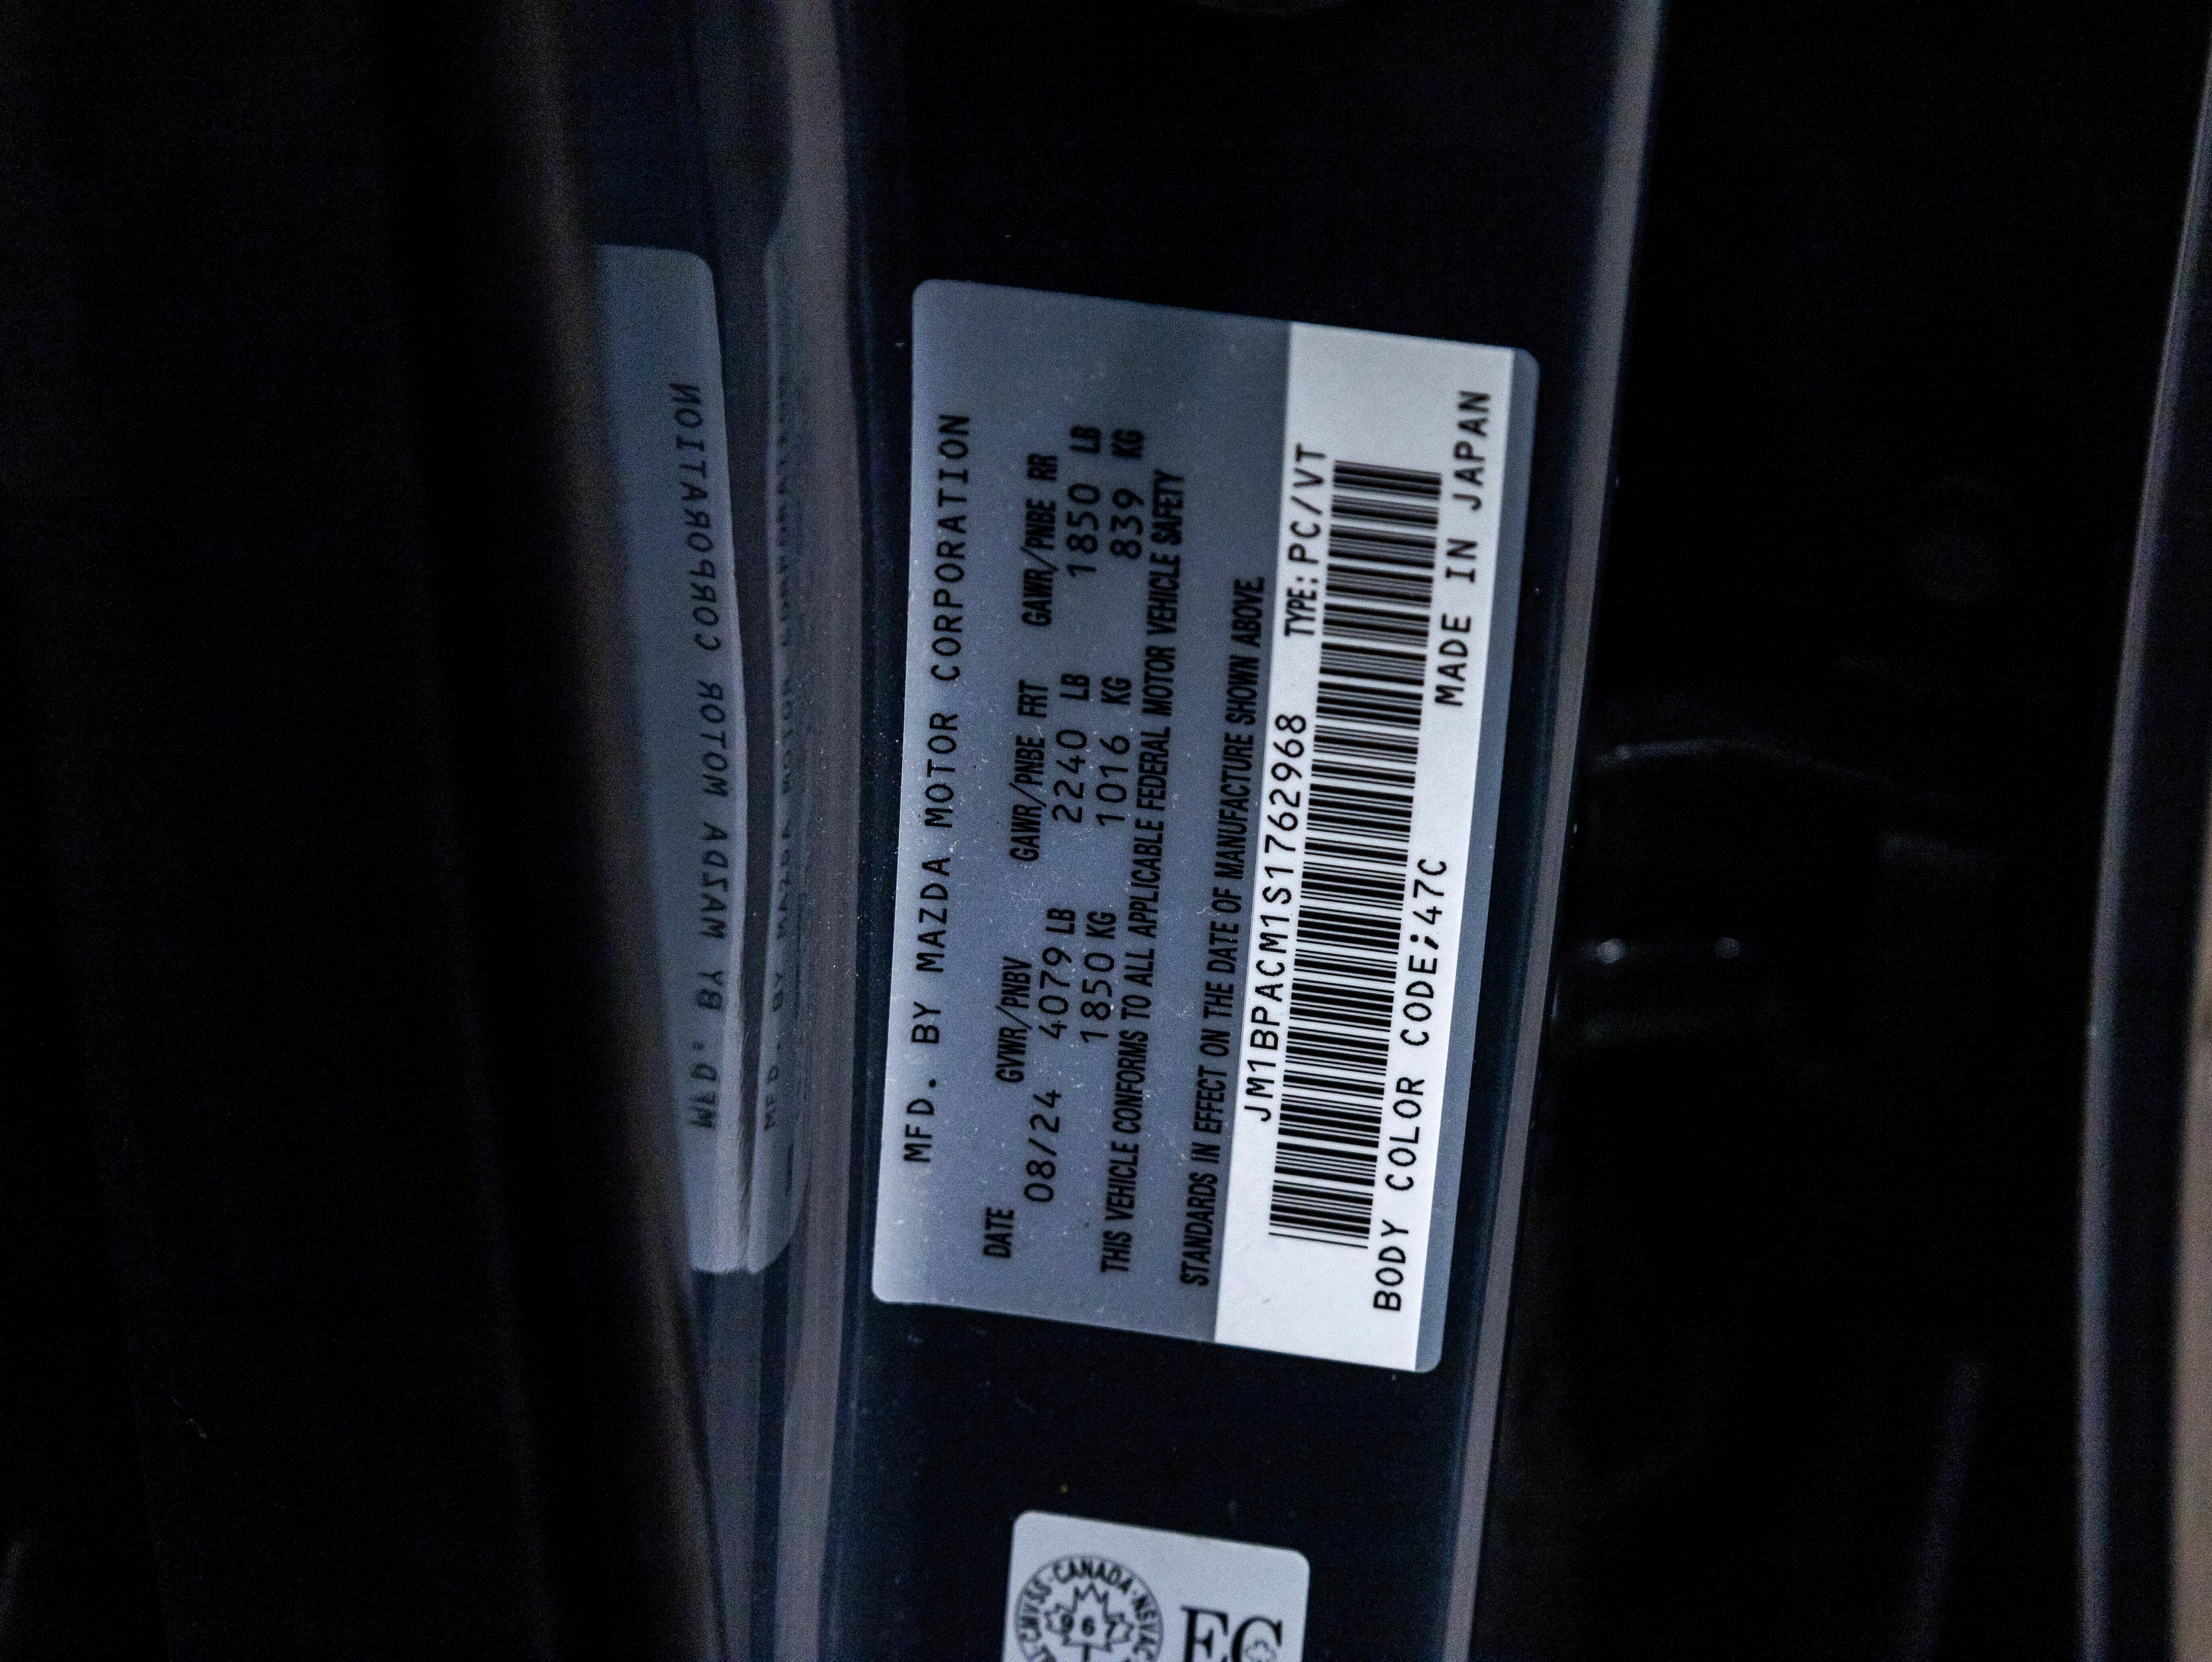 MFD. BY MAZDA MOTOR CORPORATION
DATE GVWR/PNBV GAWR/PNBE FRT GAWR/PNBE RR
08/24 4079 LB 2240 LB 1850 LB
1850 KG 1016 KG 839 KG
THIS VEHICLE CONFORMS TO ALL APPLICABLE FEDERAL MOTOR VEHICLE SAFETY
STANDARDS IN EFFECT ON THE DATE OF MANUFACTURE SHOWN ABOVE.
JM1BPACM1S1762968 TYPE:PC/VT
BODY COLOR CODE;47C MADE IN JAPAN
MFD. BY MAZDA MOTOR CORPORATION
CMVSS·CANADA·NSVAC
967
EC